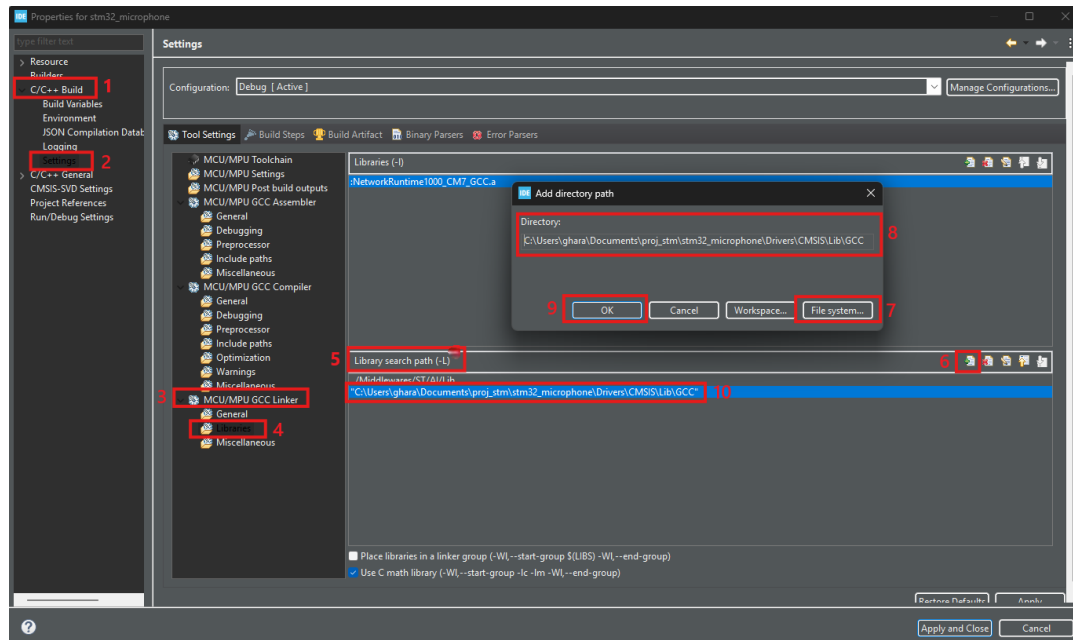 IDE Properties for stm32_microphone
type filter text
Settings
Resource
Builders
C/C++ Build 1
Build Variables
Environment
JSON Compilation Datab
Logging
Settings 2
C/C++ General
CMSIS-SVD Settings
Project References
Run/Debug Settings
Configuration: Debug [ Active ]
Manage Configurations...
Tool Settings Build Steps Build Artifact Binary Parsers Error Parsers
MCU/MPU Toolchain
MCU/MPU Settings
MCU/MPU Post build outputs
MCU/MPU GCC Assembler
General
Debugging
Preprocessor
Include paths
Miscellaneous
MCU/MPU GCC Compiler
General
Debugging
Preprocessor
Include paths
Optimization
Warnings
Miscellaneous
3 MCU/MPU GCC Linker
General
Libraries 4
Miscellaneous
Libraries (-l)
:NetworkRuntime1000_CM7_GCC.a
IDE Add directory path
Directory:
C:\Users\ghara\Documents\proj_stm\stm32_microphone\Drivers\CMSIS\Lib\GCC 8
9 OK Cancel Workspace... File system... 7
5 Library search path (-L) 6
/Middlewares/ST/AI/Lib
"C:\Users\ghara\Documents\proj_stm\stm32_microphone\Drivers\CMSIS\Lib\GCC" 10
Place libraries in a linker group (-Wl,--start-group $(LIBS) -Wl,--end-group)
Use C math library (-Wl,--start-group -lc -lm -Wl,--end-group)
Restore Defaults Apply
? Apply and Close Cancel